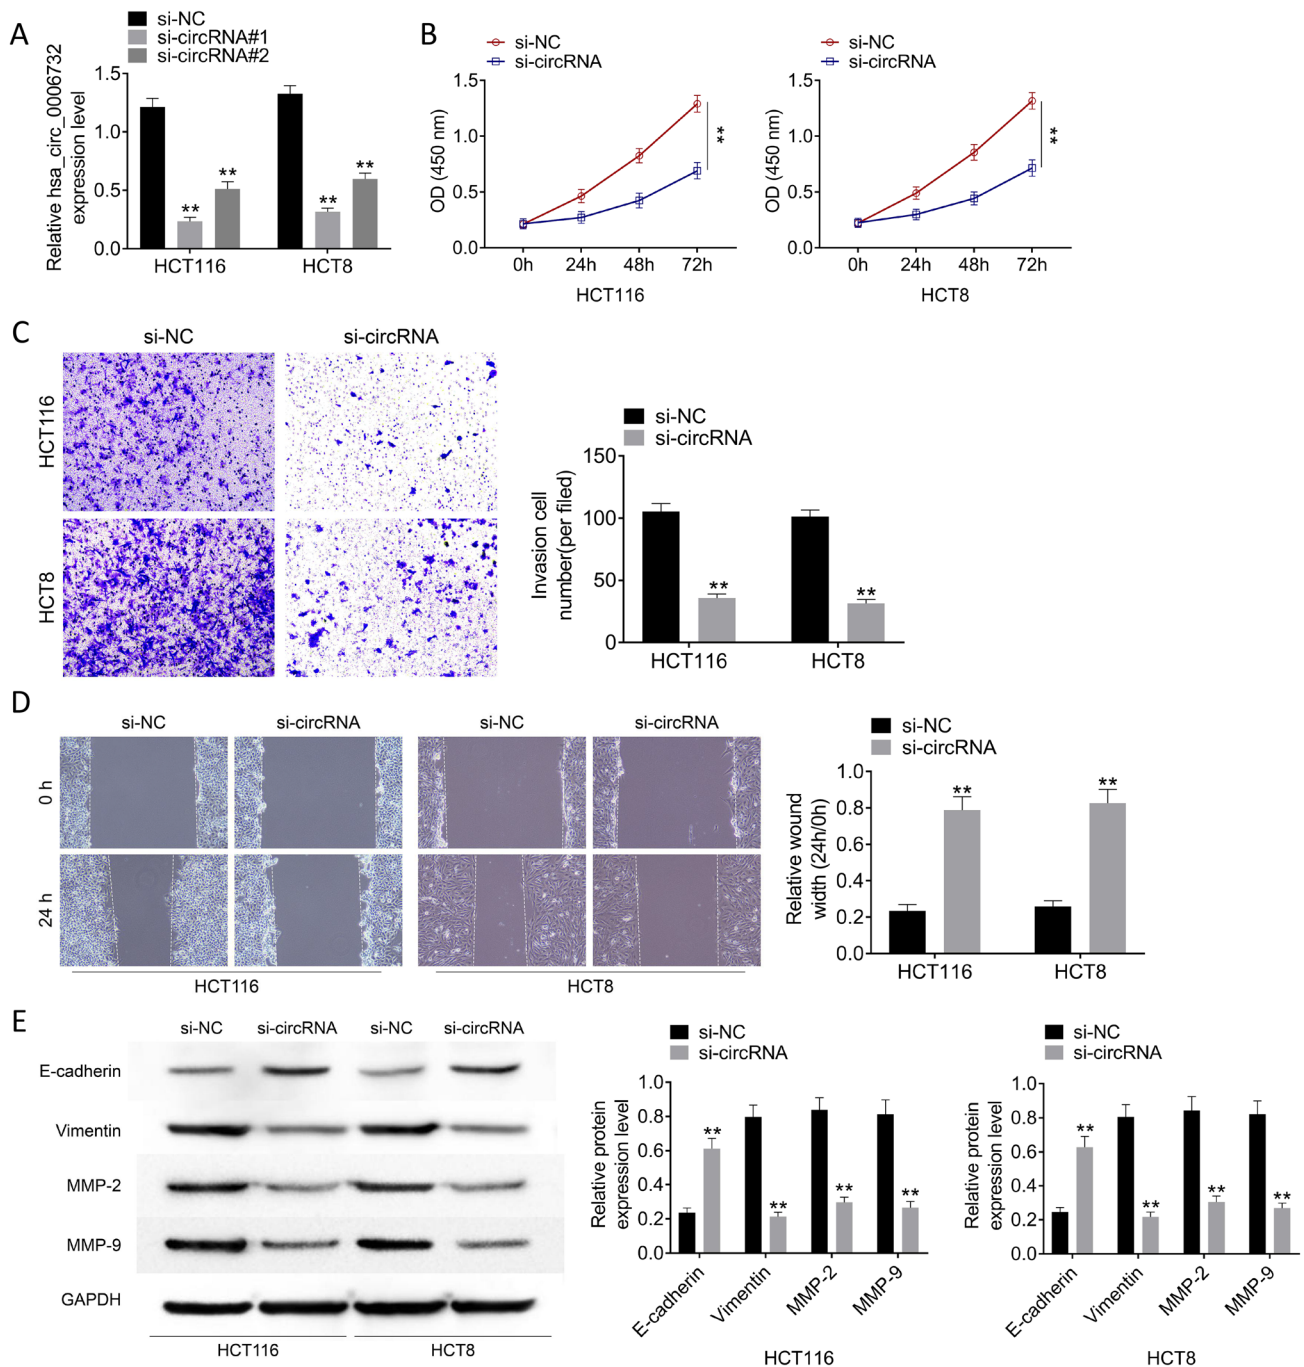 A
si-NC
si-circRNA#1
si-circRNA#2
Relative hsa_circ_0006732
expression level
1.5
1.0
0.5
0.0
** ** ** **
HCT116 HCT8
B
si-NC
si-circRNA
OD (450 nm)
1.5
1.0
0.5
0.0
**
0h 24h 48h 72h
HCT116
si-NC
si-circRNA
OD (450 nm)
1.5
1.0
0.5
0.0
**
0h 24h 48h 72h
HCT8
C
si-NC si-circRNA
HCT116
HCT8
si-NC
si-circRNA
Invasion cell
number(per filed)
150
100
50
0
** **
HCT116 HCT8
D
si-NC si-circRNA si-NC si-circRNA
0 h
24 h
HCT116 HCT8
si-NC
si-circRNA
Relative wound
width (24h/0h)
1.0
0.8
0.6
0.4
0.2
0.0
** **
HCT116 HCT8
E
si-NC si-circRNA si-NC si-circRNA
E-cadherin
Vimentin
MMP-2
MMP-9
GAPDH
HCT116 HCT8
si-NC
si-circRNA
Relative protein
expression level
1.0
0.8
0.6
0.4
0.2
0.0
** ** ** **
E-cadherin Vimentin MMP-2 MMP-9
HCT116
si-NC
si-circRNA
Relative protein
expression level
1.0
0.8
0.6
0.4
0.2
0.0
** ** ** **
E-cadherin Vimentin MMP-2 MMP-9
HCT8